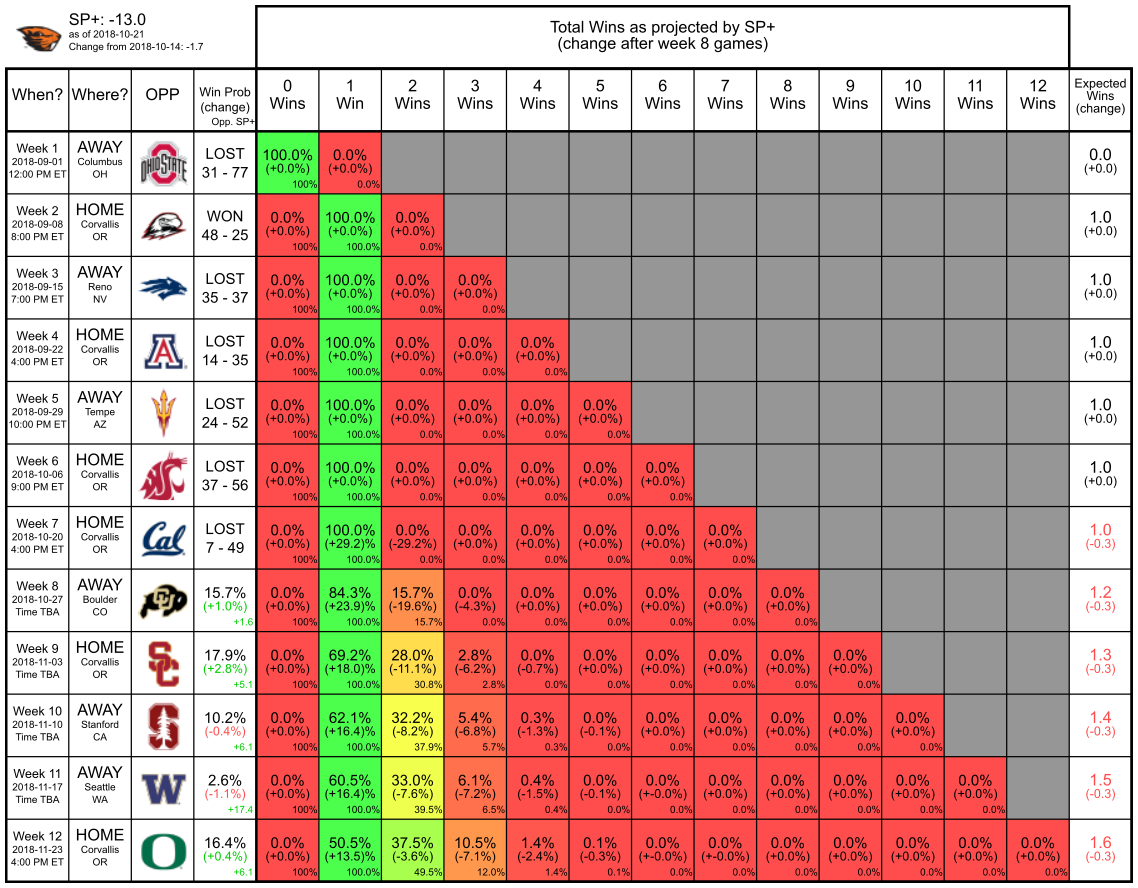 SP+: -13.0
as of 2018-10-21
Change from 2018-10-14: -1.7
Total Wins as projected by SP+
(change after week 8 games)
When? Where? OPP Win Prob (change) Opp. SP+ 0 Wins 1 Win 2 Wins 3 Wins 4 Wins 5 Wins 6 Wins 7 Wins 8 Wins 9 Wins 10 Wins 11 Wins 12 Wins Expected Wins (change)
Week 1 AWAY LOST 100.0% 0.0% 0.0
2018-09-01 Columbus OHIO STATE 31 - 77 (+0.0%) (+0.0%) (+0.0)
12:00 PM ET OH 100% 0.0%
Week 2 HOME WON 0.0% 100.0% 0.0% 1.0
2018-09-08 Corvallis 48 - 25 (+0.0%) (+0.0%) (+0.0%) (+0.0)
8:00 PM ET OR 100% 100.0% 0.0%
Week 3 AWAY LOST 0.0% 100.0% 0.0% 0.0% 1.0
2018-09-15 Reno 35 - 37 (+0.0%) (+0.0%) (+0.0%) (+0.0%) (+0.0)
7:00 PM ET NV 100% 100.0% 0.0% 0.0%
Week 4 HOME LOST 0.0% 100.0% 0.0% 0.0% 0.0% 1.0
2018-09-22 Corvallis A 14 - 35 (+0.0%) (+0.0%) (+0.0%) (+0.0%) (+0.0%) (+0.0)
4:00 PM ET OR 100% 100.0% 0.0% 0.0% 0.0%
Week 5 AWAY LOST 0.0% 100.0% 0.0% 0.0% 0.0% 0.0% 1.0
2018-09-29 Tempe 24 - 52 (+0.0%) (+0.0%) (+0.0%) (+0.0%) (+0.0%) (+0.0%) (+0.0)
10:00 PM ET AZ 100% 100.0% 0.0% 0.0% 0.0% 0.0%
Week 6 HOME LOST 0.0% 100.0% 0.0% 0.0% 0.0% 0.0% 0.0% 1.0
2018-10-06 Corvallis 37 - 56 (+0.0%) (+0.0%) (+0.0%) (+0.0%) (+0.0%) (+0.0%) (+0.0%) (+0.0)
9:00 PM ET OR 100% 100.0% 0.0% 0.0% 0.0% 0.0% 0.0%
Week 7 HOME LOST 0.0% 100.0% 0.0% 0.0% 0.0% 0.0% 0.0% 0.0% 1.0
2018-10-20 Corvallis Cal 7 - 49 (+0.0%) (+29.2)% (-29.2%) (+0.0%) (+0.0%) (+0.0%) (+0.0%) (+0.0%) (-0.3)
4:00 PM ET OR 100% 100.0% 0.0% 0.0% 0.0% 0.0% 0.0% 0.0%
Week 8 AWAY 15.7% 0.0% 84.3% 15.7% 0.0% 0.0% 0.0% 0.0% 0.0% 0.0% 1.2
2018-10-27 Boulder CU (+1.0%) (+0.0%) (+23.9)% (-19.6%) (-4.3%) (+0.0%) (+0.0%) (+0.0%) (+0.0%) (+0.0%) (-0.3)
Time TBA CO +1.6 100% 100.0% 15.7% 0.0% 0.0% 0.0% 0.0% 0.0% 0.0%
Week 9 HOME 17.9% 0.0% 69.2% 28.0% 2.8% 0.0% 0.0% 0.0% 0.0% 0.0% 0.0% 1.3
2018-11-03 Corvallis SC (+2.8%) (+0.0%) (+18.0)% (-11.1%) (-6.2%) (-0.7%) (+0.0%) (+0.0%) (+0.0%) (+0.0%) (+0.0%) (-0.3)
Time TBA OR +5.1 100% 100.0% 30.8% 2.8% 0.0% 0.0% 0.0% 0.0% 0.0% 0.0%
Week 10 AWAY 10.2% 0.0% 62.1% 32.2% 5.4% 0.3% 0.0% 0.0% 0.0% 0.0% 0.0% 0.0% 1.4
2018-11-10 Stanford S (-0.4%) (+0.0%) (+16.4)% (-8.2%) (-6.8%) (-1.3%) (-0.1%) (+0.0%) (+0.0%) (+0.0%) (+0.0%) (+0.0%) (-0.3)
Time TBA CA +6.1 100% 100.0% 37.9% 5.7% 0.3% 0.0% 0.0% 0.0% 0.0% 0.0% 0.0%
Week 11 AWAY 2.6% 0.0% 60.5% 33.0% 6.1% 0.4% 0.0% 0.0% 0.0% 0.0% 0.0% 0.0% 0.0% 1.5
2018-11-17 Seattle W (-1.1%) (+0.0%) (+16.4)% (-7.6%) (-7.2%) (-1.5%) (-0.1%) (+-0.0%) (+0.0%) (+0.0%) (+0.0%) (+0.0%) (+0.0%) (-0.3)
Time TBA WA +17.4 100% 100.0% 39.5% 6.5% 0.4% 0.0% 0.0% 0.0% 0.0% 0.0% 0.0% 0.0%
Week 12 HOME 16.4% 0.0% 50.5% 37.5% 10.5% 1.4% 0.1% 0.0% 0.0% 0.0% 0.0% 0.0% 0.0% 0.0% 1.6
2018-11-23 Corvallis O (+0.4%) (+0.0%) (+13.5)% (-3.6%) (-7.1%) (-2.4%) (-0.3%) (+-0.0%) (+-0.0%) (+0.0%) (+0.0%) (+0.0%) (+0.0%) (+0.0%) (-0.3)
4:00 PM ET OR +6.1 100% 100.0% 49.5% 12.0% 1.4% 0.1% 0.0% 0.0% 0.0% 0.0% 0.0% 0.0% 0.0%